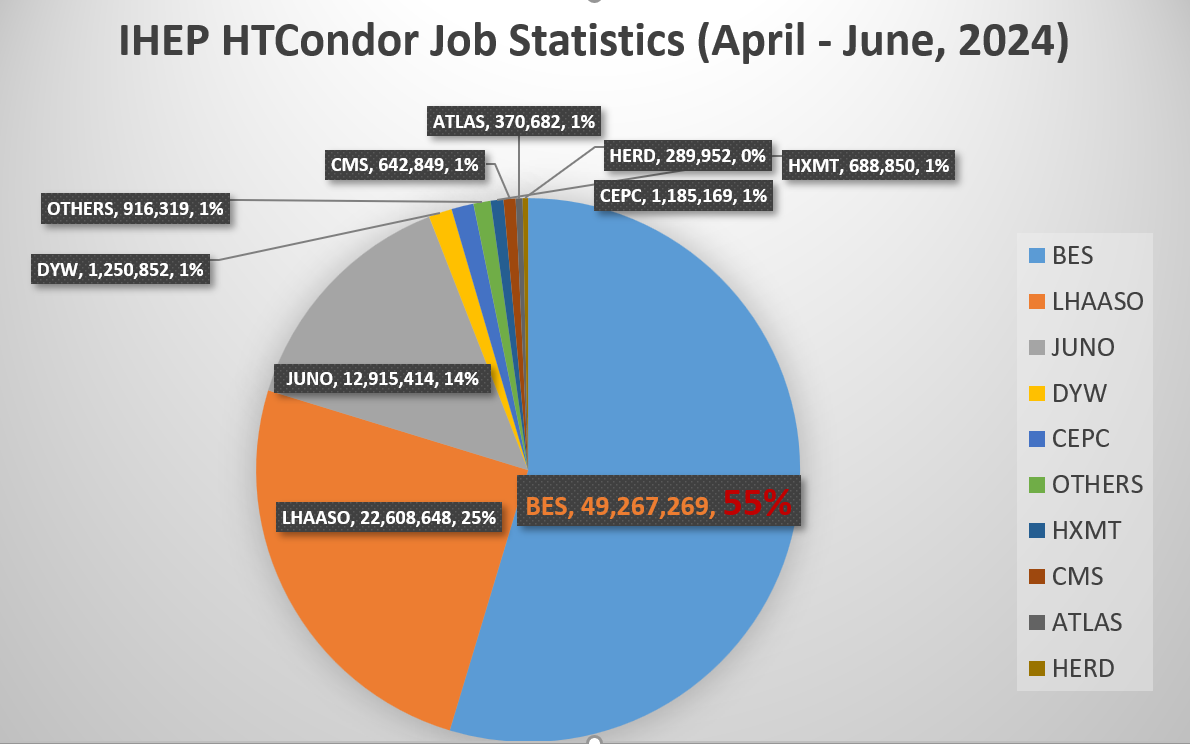 IHEP HTCondor Job Statistics (April - June, 2024)
ATLAS, 370,682, 1%
CMS, 642,849, 1%
HERD, 289,952, 0%
HXMT, 688,850, 1%
CEPC, 1,185,169, 1%
OTHERS, 916,319, 1%
DYW, 1,250,852, 1%
JUNO, 12,915,414, 14%
LHAASO, 22,608,648, 25%
BES, 49,267,269, 55%
BES
LHAASO
JUNO
DYW
CEPC
OTHERS
HXMT
CMS
ATLAS
HERD